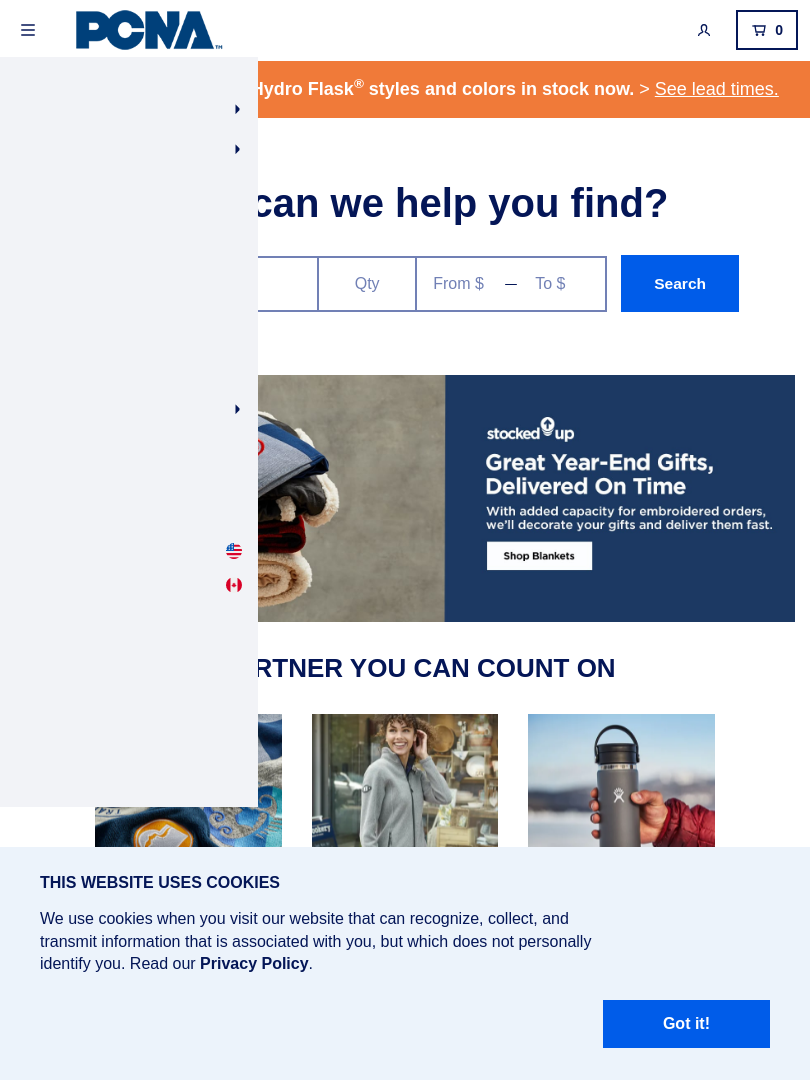 PCNA™
0
Hydro Flask® styles and colors in stock now. > See lead times.
can we help you find?
Qty
From $ — To $
Search
stocked up
Great Year-End Gifts,
Delivered On Time
With added capacity for embroidered orders,
we'll decorate your gifts and deliver them fast.
Shop Blankets
RTNER YOU CAN COUNT ON
THIS WEBSITE USES COOKIES
We use cookies when you visit our website that can recognize, collect, and
transmit information that is associated with you, but which does not personally
identify you. Read our Privacy Policy.
Got it!